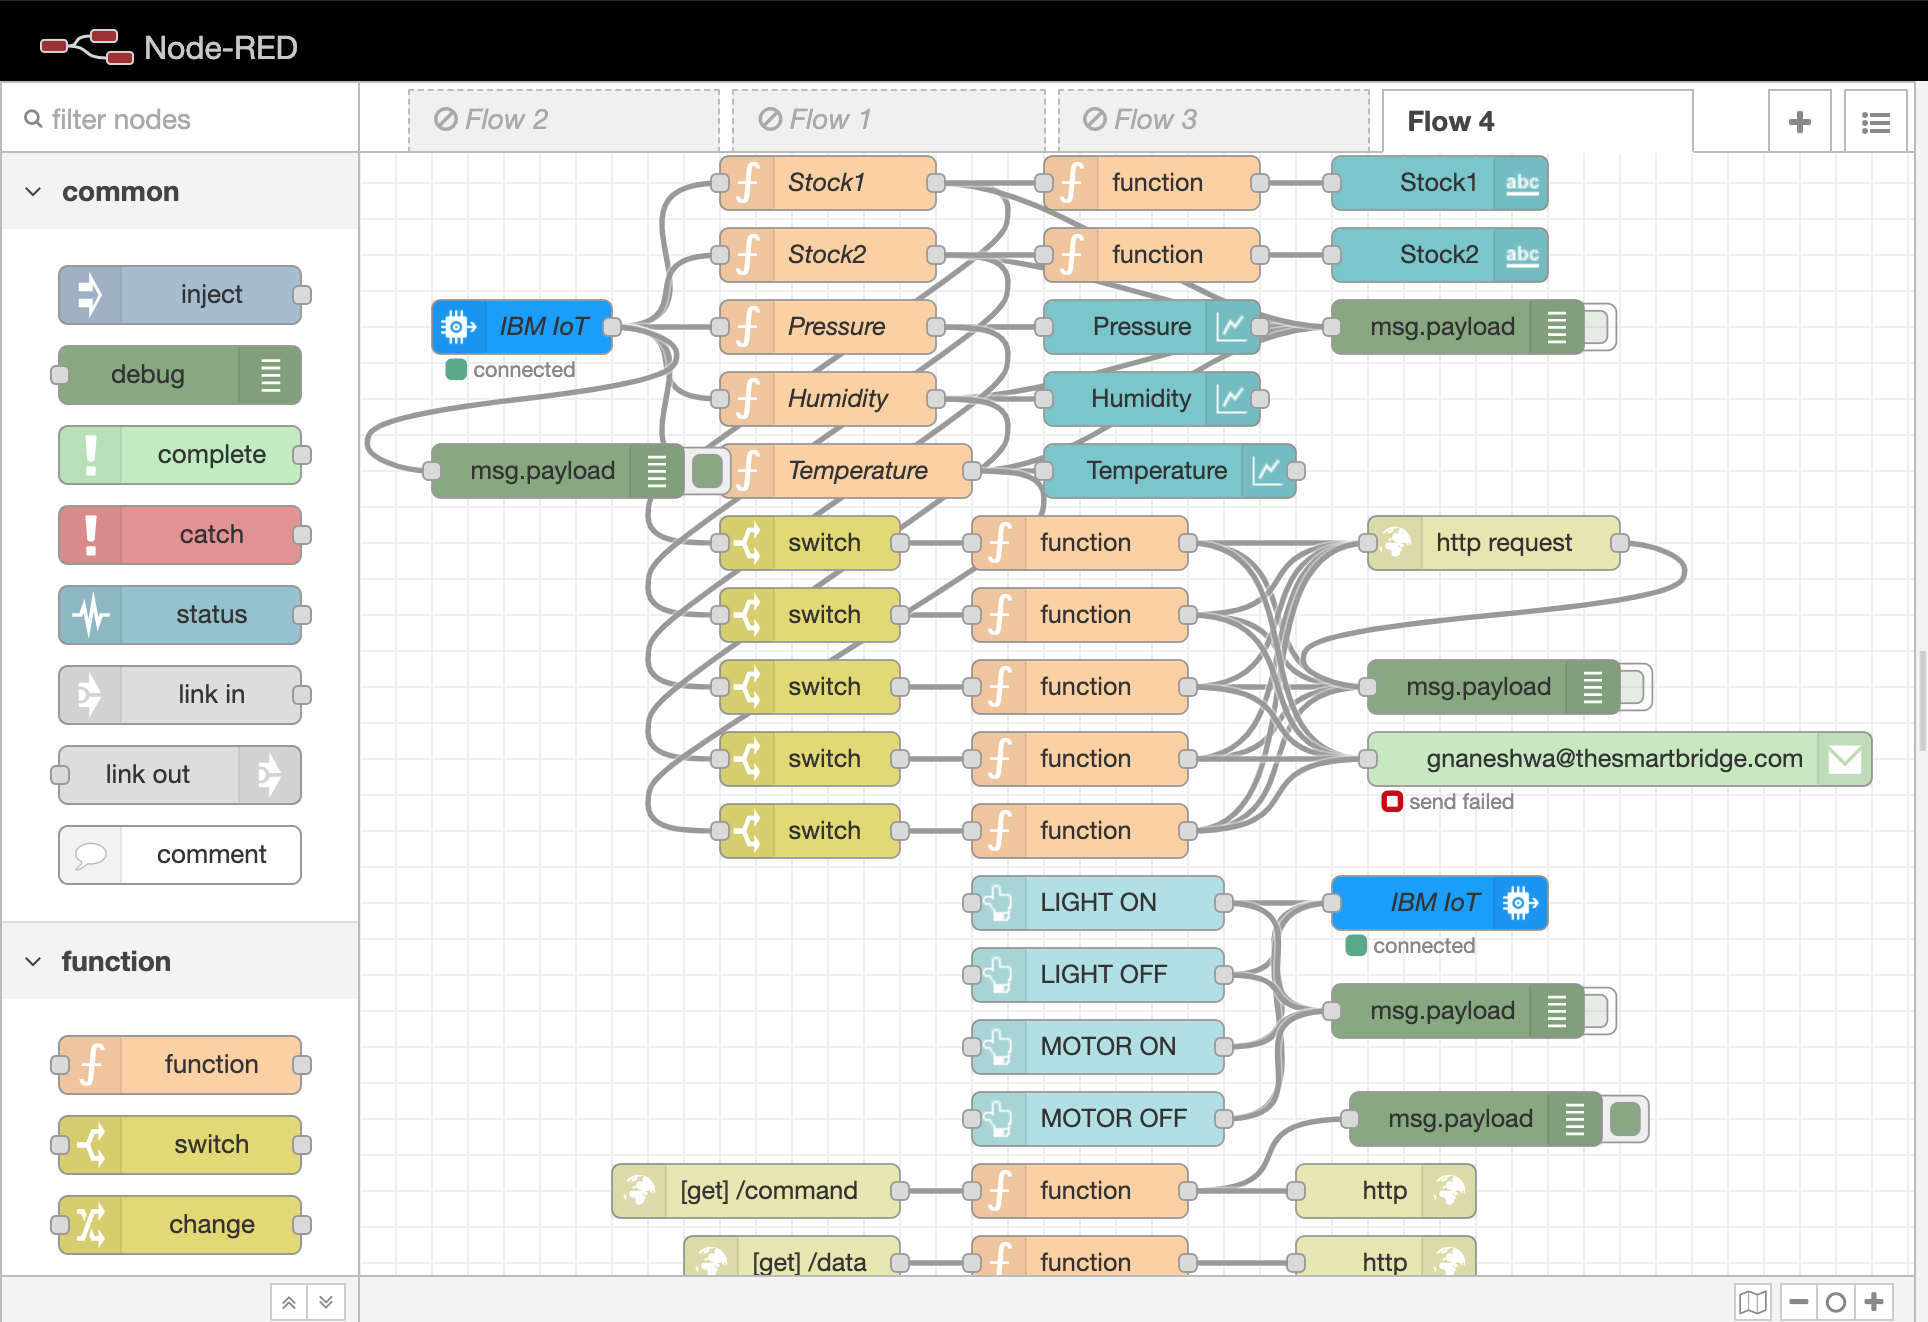 Node-RED
filter nodes
Flow 2
Flow 1
Flow 3
Flow 4
common
inject
debug
complete
catch
status
link in
link out
comment
function
function
switch
change
Stock1
function
Stock1
abc
Stock2
function
Stock2
abc
IBM IoT
connected
Pressure
Pressure
msg.payload
Humidity
Humidity
msg.payload
Temperature
Temperature
switch
function
http request
switch
function
switch
function
msg.payload
switch
function
gnaneshwa@thesmartbridge.com
send failed
switch
function
LIGHT ON
IBM IoT
connected
LIGHT OFF
msg.payload
MOTOR ON
MOTOR OFF
msg.payload
[get] /command
function
http
[get] /data
function
http